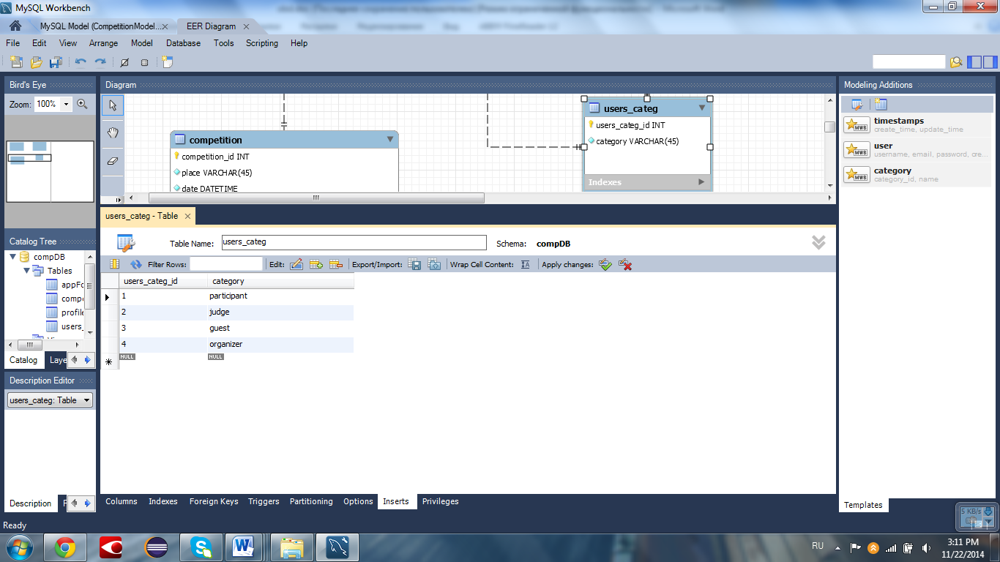 MySQL Workbench
MySQL Model (CompetitionModel... EER Diagram
File Edit View Arrange Model Database Tools Scripting Help
Bird's Eye
Zoom: 100%
Diagram
competition
competition_id INT
place VARCHAR(45)
date DATETIME
users_categ
users_categ_id INT
category VARCHAR(45)
Indexes
Modeling Additions
timestamps
create_time, update_time
user
username, email, password, cre...
category
category_id, name
MWB
MWB
MWB
Templates
Catalog Tree
compDB
Tables
appFo
compe
profile
users_
Catalog Laye
Description Editor
users_categ: Table
Description
users_categ - Table
Table Name: users_categ Schema: compDB
Filter Rows: Edit: Export/Import: Wrap Cell Content: Apply changes:
users_categ_id category
1 participant
2 judge
3 guest
4 organizer
NULL NULL
Columns Indexes Foreign Keys Triggers Partitioning Options Inserts Privileges
Ready
5 KB/s
RU
3:11 PM
11/22/2014